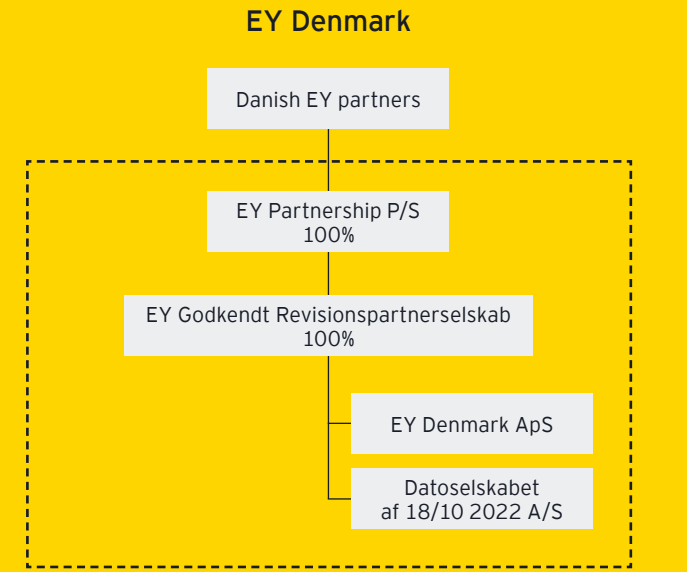 EY Denmark
Danish EY partners
EY Partnership P/S
100%
EY Godkendt Revisionspartnerselskab
100%
EY Denmark ApS
Datoselskabet
af 18/10 2022 A/S